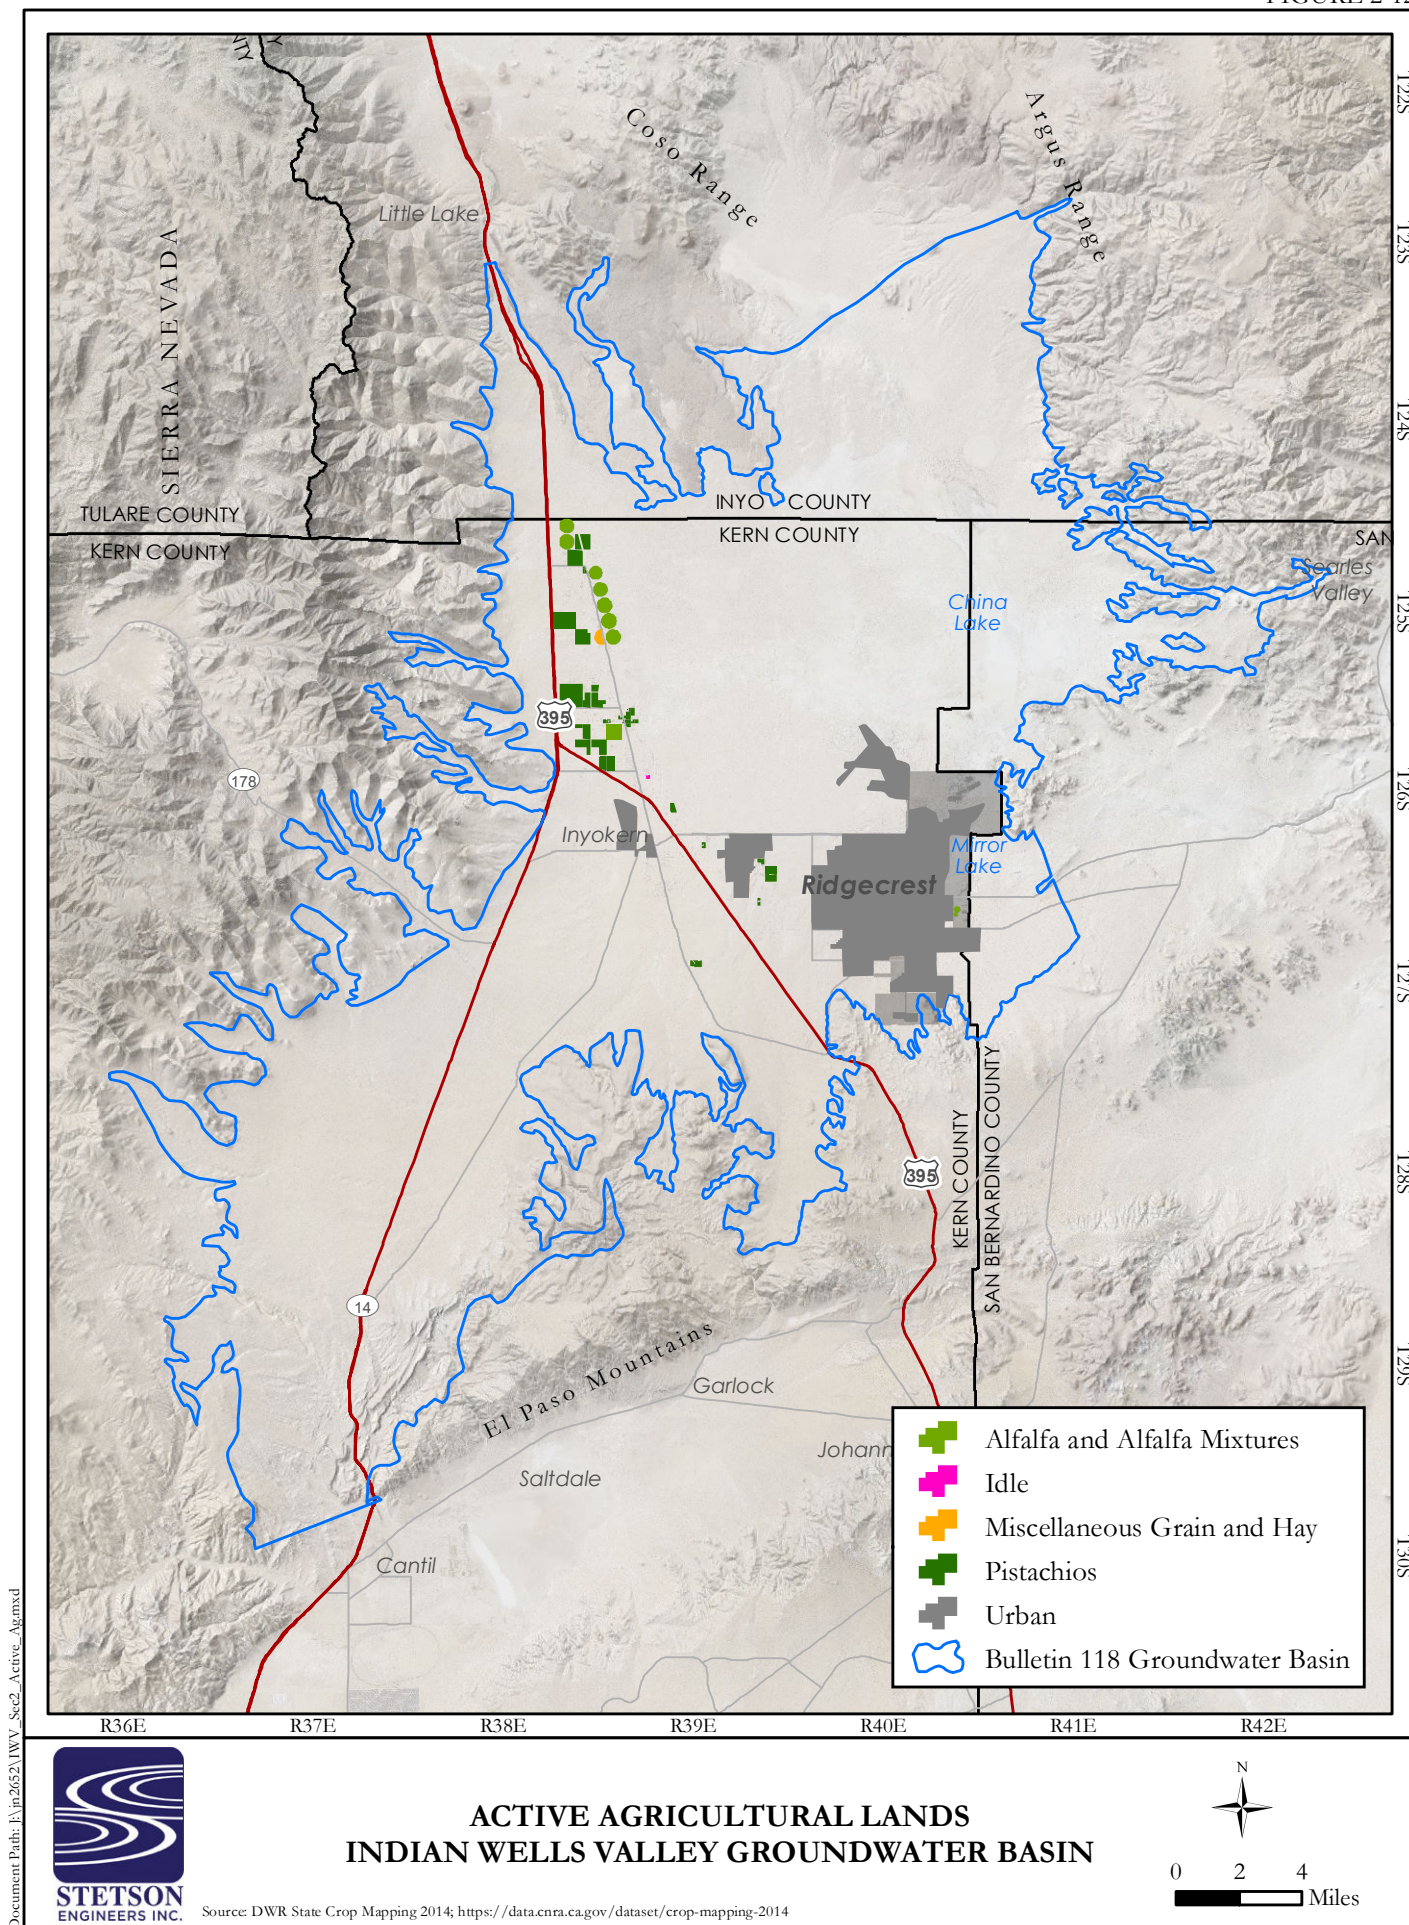 NTY
Y
Coso Range
Argus Range
T22S
Little Lake
T23S
SIERRA NEVADA
T24S
TULARE COUNTY
INYO COUNTY
KERN COUNTY
KERN COUNTY
SAN
Searles
Valley
China
Lake
T25S
395
178
T26S
Inyokern
Mirror
Lake
Ridgecrest
T27S
KERN COUNTY
SAN BERNARDINO COUNTY
395
T28S
14
El Paso Mountains
T29S
Garlock
Johann
Saltdale
Cantil
T30S
Alfalfa and Alfalfa Mixtures
Idle
Miscellaneous Grain and Hay
Pistachios
Urban
Bulletin 118 Groundwater Basin
R36E R37E R38E R39E R40E R41E R42E
Document Path: J:\jn2652\IWV_Sec2_Active_Ag.mxd
STETSON
ENGINEERS INC.
ACTIVE AGRICULTURAL LANDS
INDIAN WELLS VALLEY GROUNDWATER BASIN
Source: DWR State Crop Mapping 2014; https://data.cnra.ca.gov/dataset/crop-mapping-2014
N
0 2 4
Miles